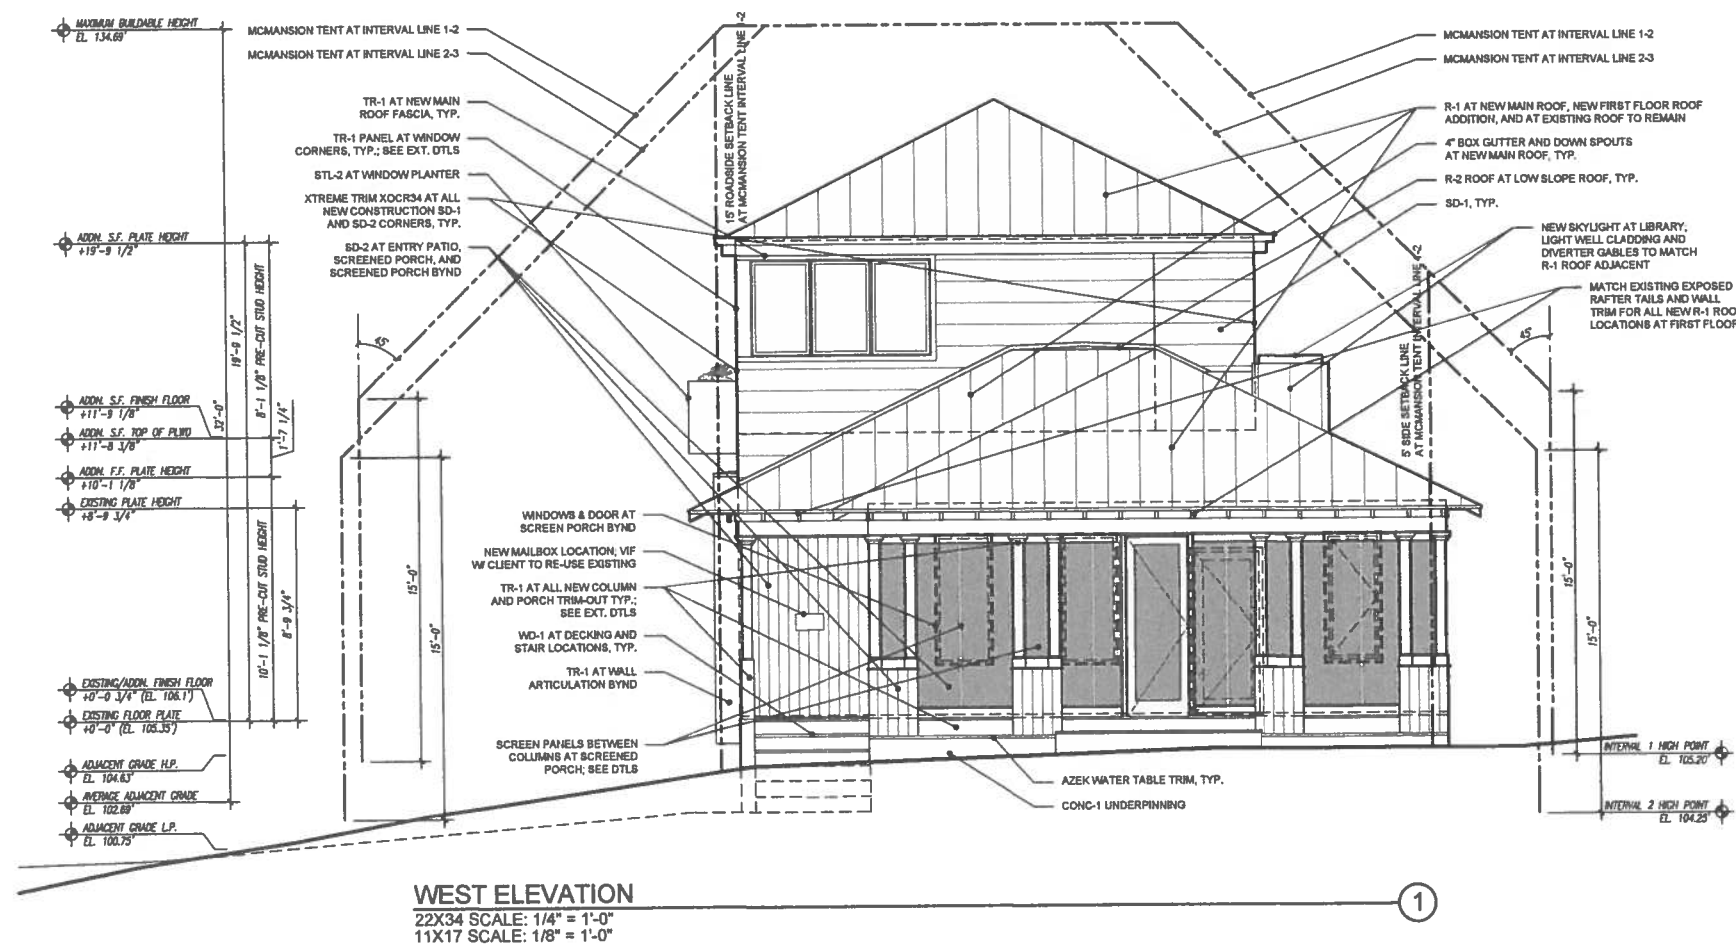 MAXIMUM BUILDABLE HEIGHT
EL. 134.69'
ADDN. S.F. PLATE HEIGHT
+19'-9 1/2"
ADDN. S.F. FINISH FLOOR
+11'-9 1/8"
ADDN. S.F. TOP OF PLWD
+11'-8 3/8"
ADDN. F.F. PLATE HEIGHT
+10'-1 1/8"
EXISTING PLATE HEIGHT
+8'-9 3/4"
EXISTING/ADDN. FINISH FLOOR
+0'-0 3/4" (EL. 106.1')
EXISTING FLOOR PLATE
+0'-0" (EL. 105.35')
ADJACENT GRADE H.P.
EL. 104.63'
AVERAGE ADJACENT GRADE
EL. 102.69'
ADJACENT GRADE L.P.
EL. 100.75'
32'-0"
19'-9 1/2"
8'-1 1/8" PRE-CUT STUD HEIGHT
1'-7 1/4"
10'-1 1/8" PRE-CUT STUD HEIGHT
8'-9 3/4"
45°
15'-0"
15'-0"
MCMANSION TENT AT INTERVAL LINE 1-2
MCMANSION TENT AT INTERVAL LINE 2-3
TR-1 AT NEW MAIN
ROOF FASCIA, TYP.
TR-1 PANEL AT WINDOW
CORNERS, TYP.; SEE EXT. DTLS
STL-2 AT WINDOW PLANTER
XTREME TRIM XOCR34 AT ALL
NEW CONSTRUCTION SD-1
AND SD-2 CORNERS, TYP.
SD-2 AT ENTRY PATIO,
SCREENED PORCH, AND
SCREENED PORCH BYND
WINDOWS & DOOR AT
SCREEN PORCH BYND
NEW MAILBOX LOCATION; VIF
W/ CLIENT TO RE-USE EXISTING
TR-1 AT ALL NEW COLUMN
AND PORCH TRIM-OUT TYP.;
SEE EXT. DTLS
WD-1 AT DECKING AND
STAIR LOCATIONS, TYP.
TR-1 AT WALL
ARTICULATION BYND
SCREEN PANELS BETWEEN
COLUMNS AT SCREENED
PORCH; SEE DTLS
15' ROADSIDE SETBACK LINE
AT MCMANSION TENT INTERVAL LINE 1-2
5' SIDE SETBACK LINE
AT MCMANSION TENT INTERVAL LINE 1-2
MCMANSION TENT AT INTERVAL LINE 1-2
MCMANSION TENT AT INTERVAL LINE 2-3
R-1 AT NEW MAIN ROOF, NEW FIRST FLOOR ROOF
ADDITION, AND AT EXISTING ROOF TO REMAIN
4" BOX GUTTER AND DOWN SPOUTS
AT NEW MAIN ROOF, TYP.
R-2 ROOF AT LOW SLOPE ROOF, TYP.
SD-1, TYP.
NEW SKYLIGHT AT LIBRARY,
LIGHT WELL CLADDING AND
DIVERTER GABLES TO MATCH
R-1 ROOF ADJACENT
MATCH EXISTING EXPOSED
RAFTER TAILS AND WALL
TRIM FOR ALL NEW R-1 ROO
LOCATIONS AT FIRST FLOOR
45°
15'-0"
15'-0"
INTERVAL 1 HIGH POINT
EL. 105.20'
INTERVAL 2 HIGH POINT
EL. 104.25'
AZEK WATER TABLE TRIM, TYP.
CONC-1 UNDERPINNING
WEST ELEVATION
1
22X34 SCALE: 1/4" = 1'-0"
11X17 SCALE: 1/8" = 1'-0"